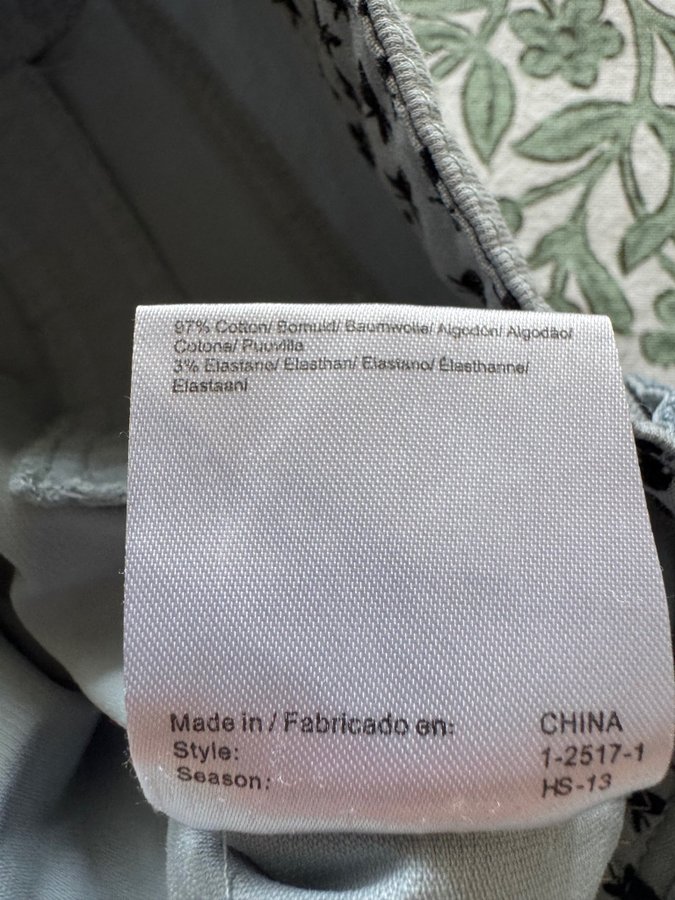 97% Cotton/ Bomuld/ Baumwolle/ Algodón/ Algodão/
Cotone/ Puuvilla
3% Elastane/ Elasthan/ Elastano/ Élasthanne/
Elastaani
Made in / Fabricado en: CHINA
Style: 1-2517-1
Season: HS-13